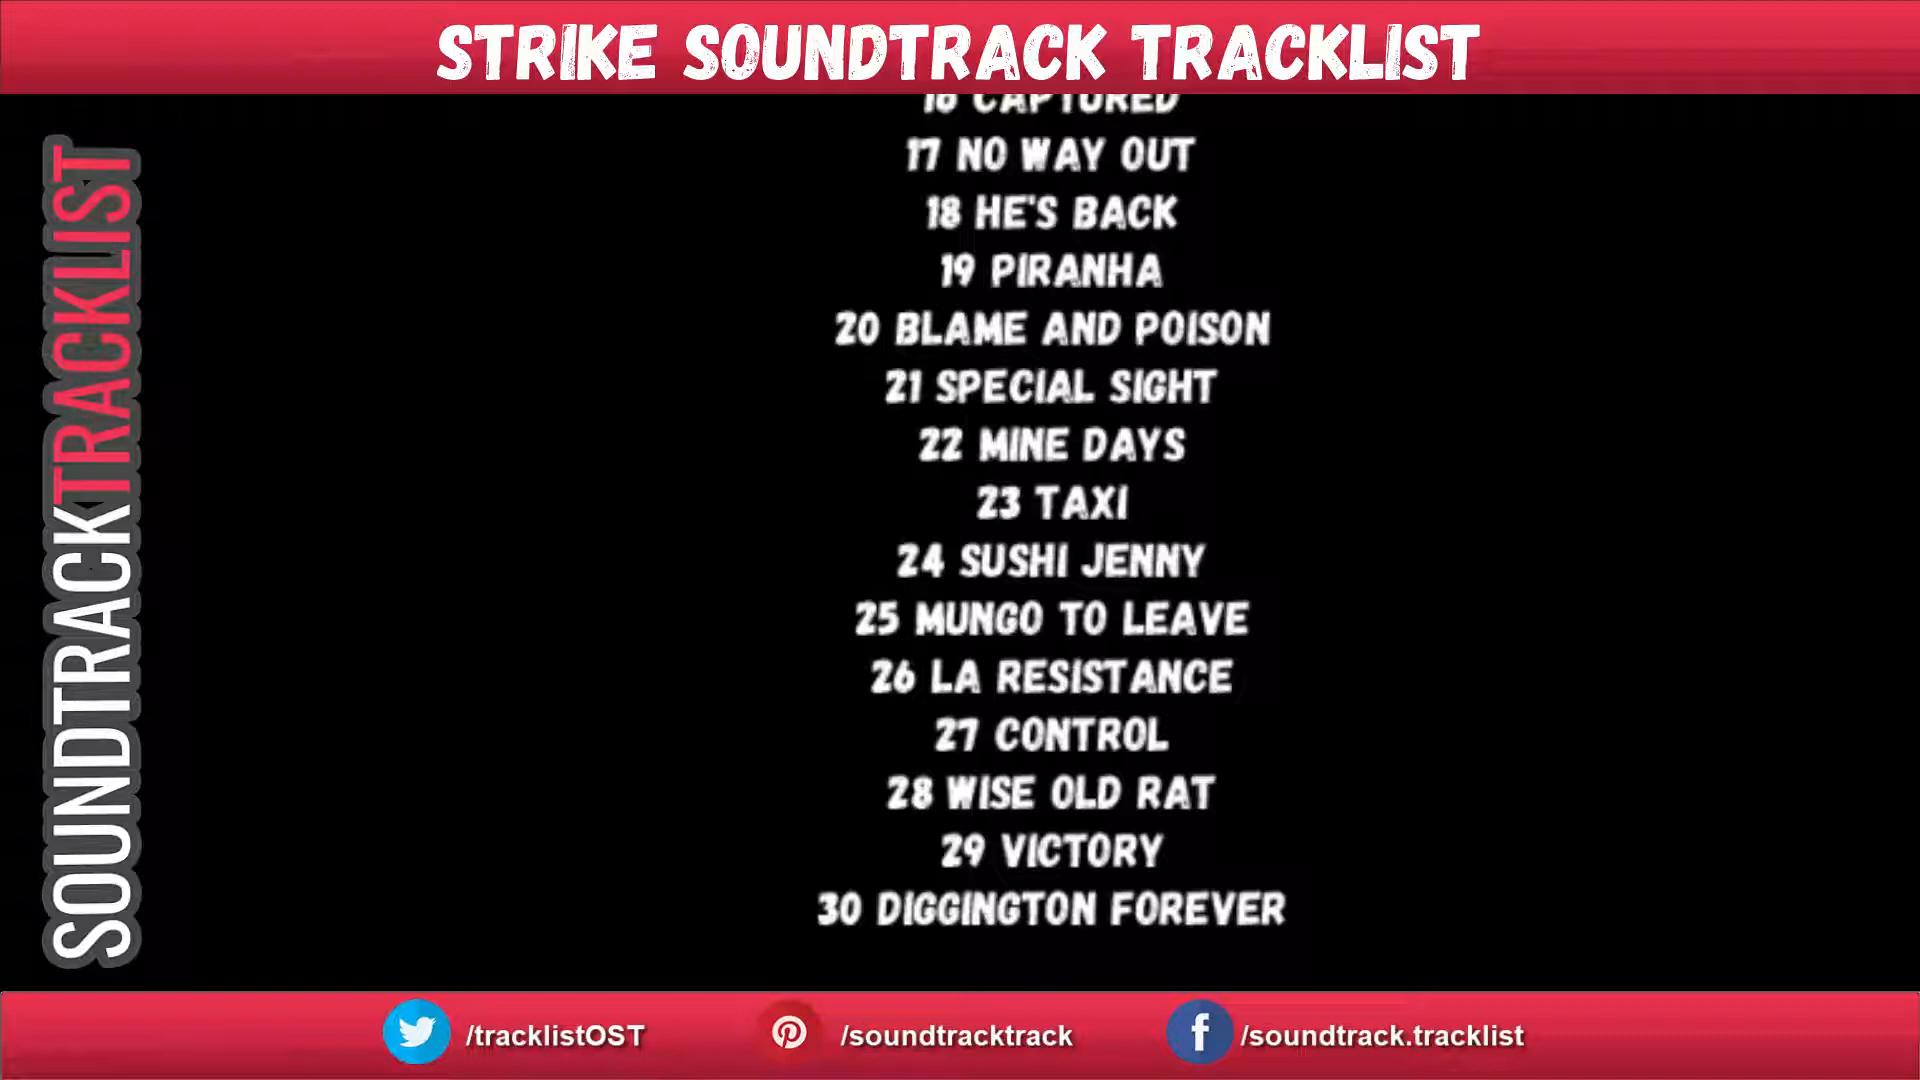 STRIKE SOUNDTRACK TRACKLIST
16 CAPTURED
17 NO WAY OUT
18 HE'S BACK
19 PIRANHA
20 BLAME AND POISON
21 SPECIAL SIGHT
22 MINE DAYS
23 TAXI
24 SUSHI JENNY
25 MUNGO TO LEAVE
26 LA RESISTANCE
27 CONTROL
28 WISE OLD RAT
29 VICTORY
30 DIGGINGTON FOREVER
SOUNDTRACKTRACKLIST
/tracklistOST
/soundtracktrack
/soundtrack.tracklist